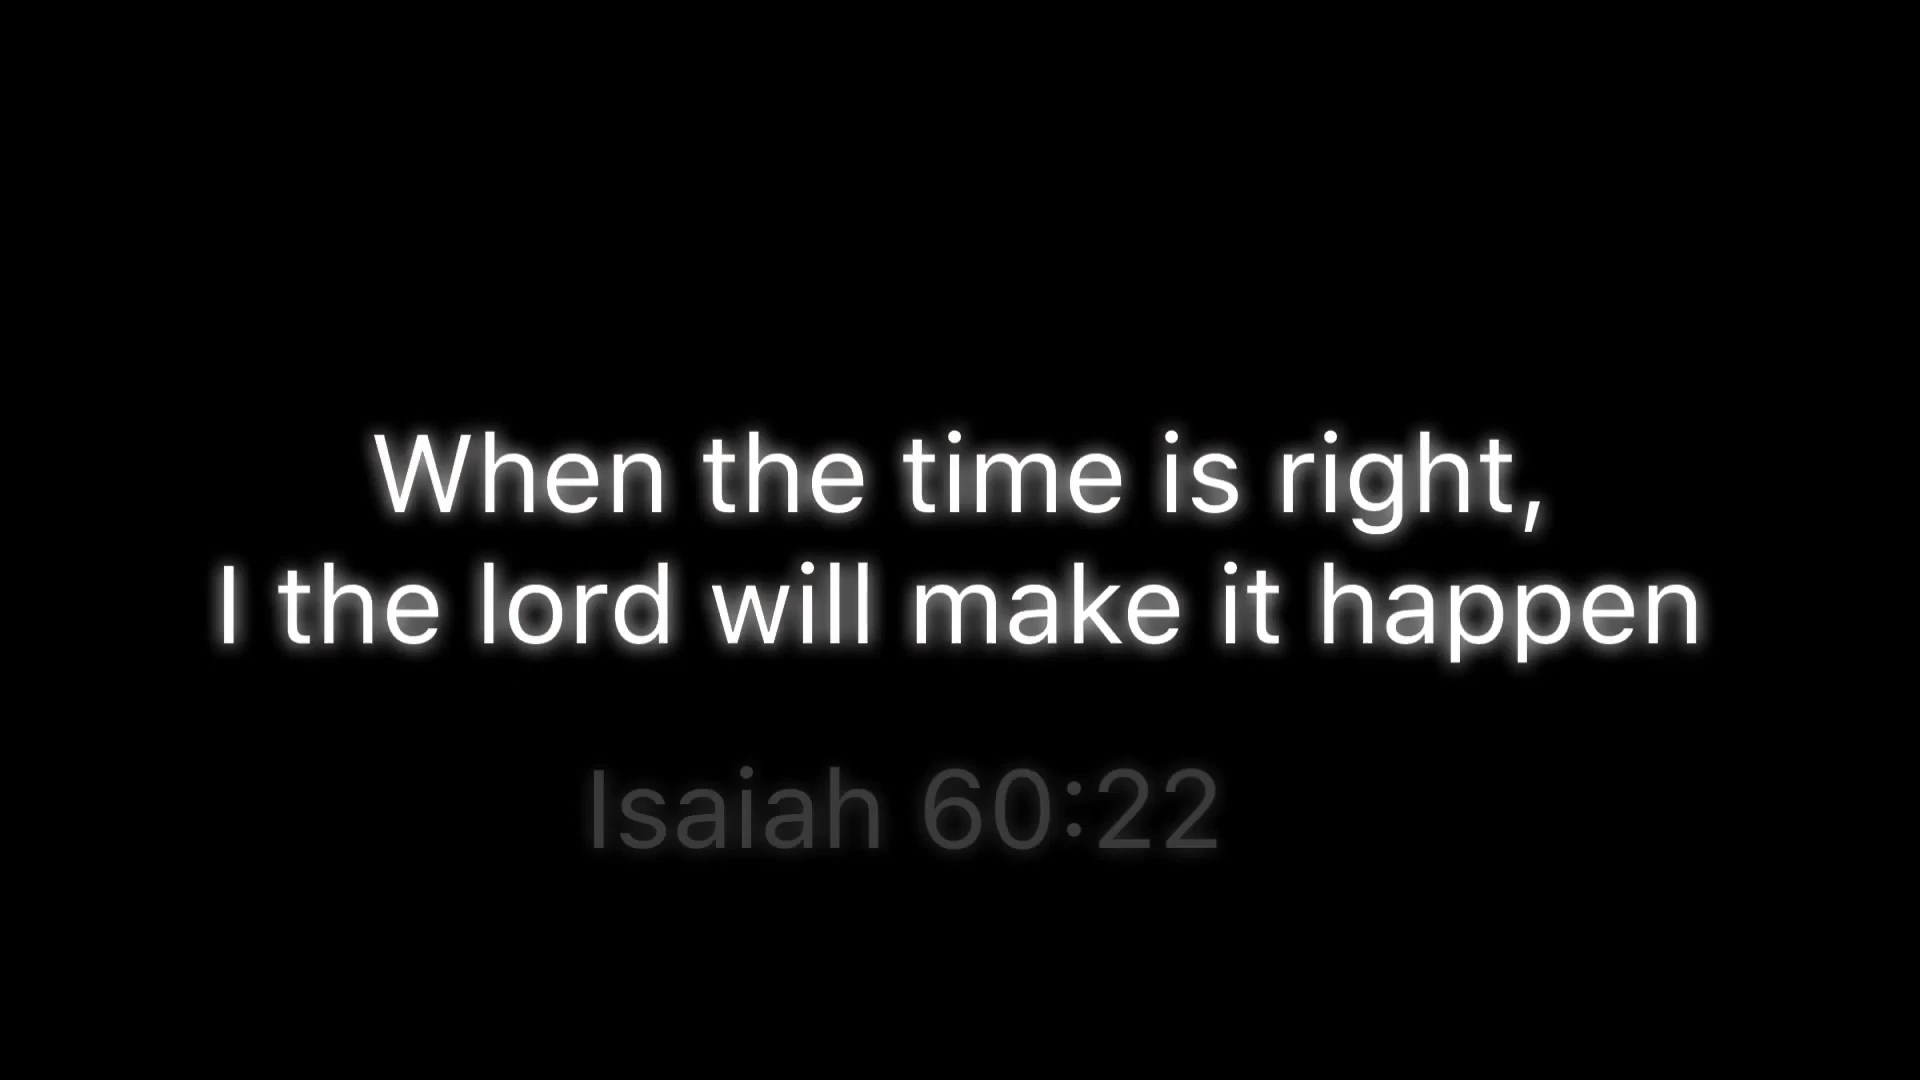 When the time is right,
I the lord will make it happen
Isaiah 60:22